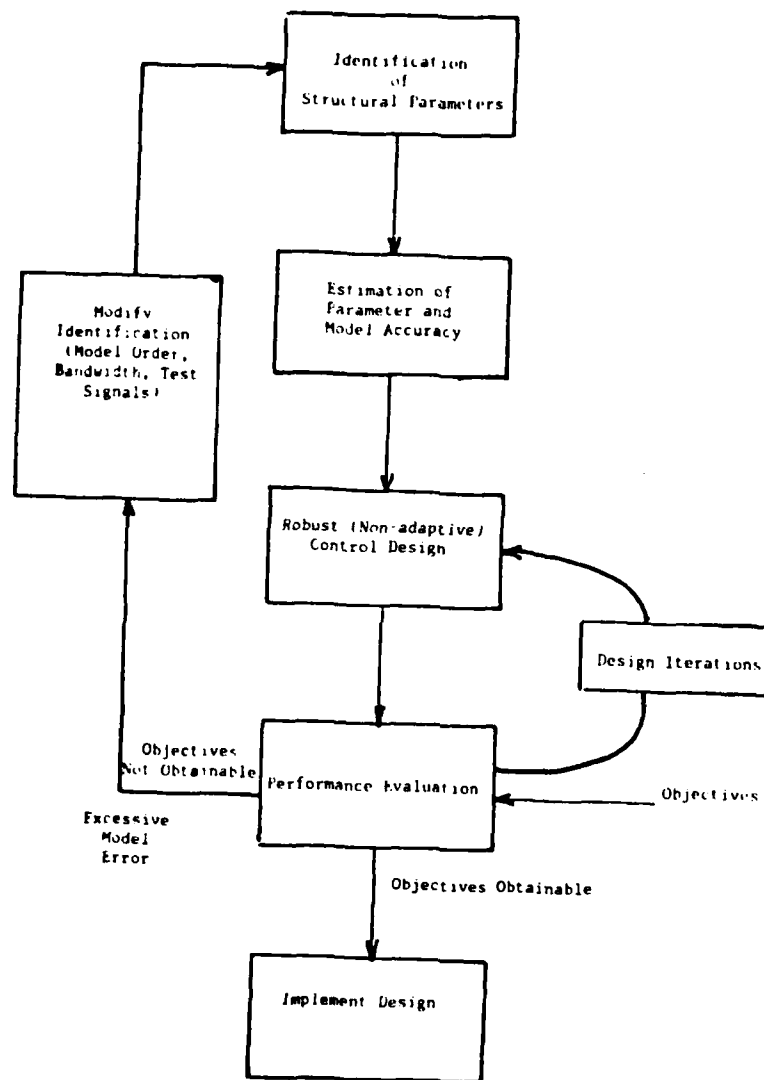 Identification
of
Structural Parameters
Estimation of
Parameter and
Model Accuracy
Modify
Identification
(Model Order,
Bandwidth, Test
Signals)
Robust (Non-adaptive)
Control Design
Design Iterations
Objectives
Not Obtainable
Performance Evaluation
Objectives
Excessive
Model
Error
Objectives Obtainable
Implement Design